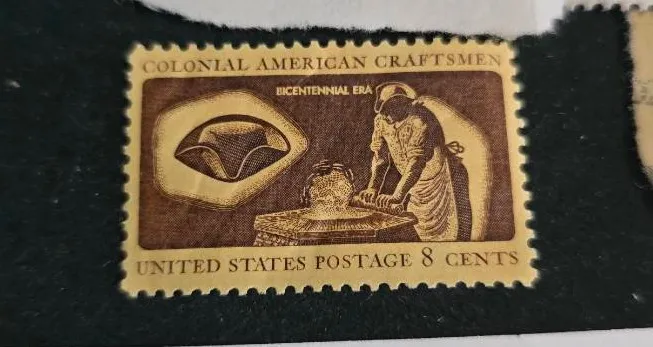 COLONIAL AMERICAN CRAFTSMEN
BICENTENNIAL ERA
UNITED STATES POSTAGE 8 CENTS